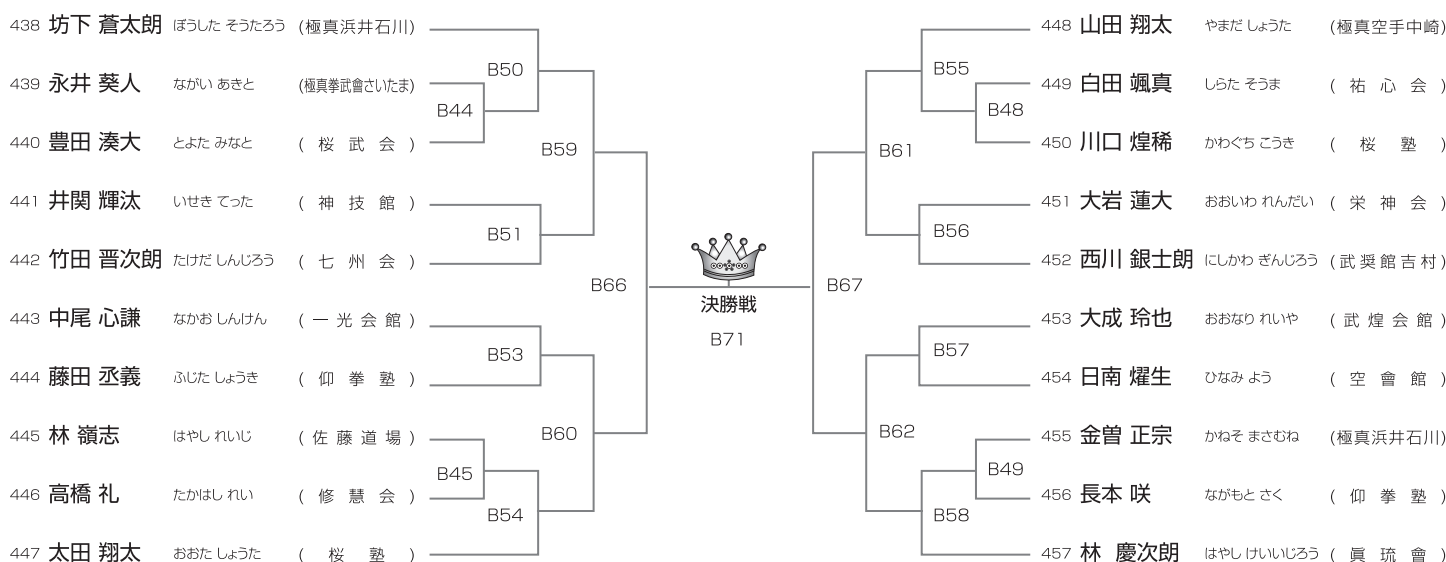 438 坊下 蒼太朗 ぼうした そうたろう (極真浜井石川)
439 永井 葵人 ながい あきと (極真拳武會さいたま)
440 豊田 湊大 とよた みなと (桜武会)
441 井関 輝汰 いせき てった (神技館)
442 竹田 晋次朗 たけだ しんじろう (七州会)
443 中尾 心謙 なかお しんけん (一光会館)
444 藤田 丞義 ふじた しょうき (仰拳塾)
445 林 嶺志 はやし れいじ (佐藤道場)
446 高橋 礼 たかはし れい (修慧会)
447 太田 翔太 おおた しょうた (桜塾)
B50
B44
B59
B51
B66
B53
B60
B45
B54
決勝戦
B71
B55
B48
B61
B56
B67
B57
B62
B49
B58
448 山田 翔太 やまだ しょうた (極真空手中崎)
449 白田 颯真 しらた そうま (祐心会)
450 川口 煌稀 かわぐち こうき (桜塾)
451 大岩 蓮大 おおいわ れんだい (栄神会)
452 西川 銀士朗 にしかわ ぎんじろう (武奨館吉村)
453 大成 玲也 おおなり れいや (武煌会館)
454 日南 燿生 ひなみ よう (空會館)
455 金曽 正宗 かねそ まさむね (極真浜井石川)
456 長本 咲 ながもと さく (仰拳塾)
457 林 慶次朗 はやし けいいじろう (眞琉會)